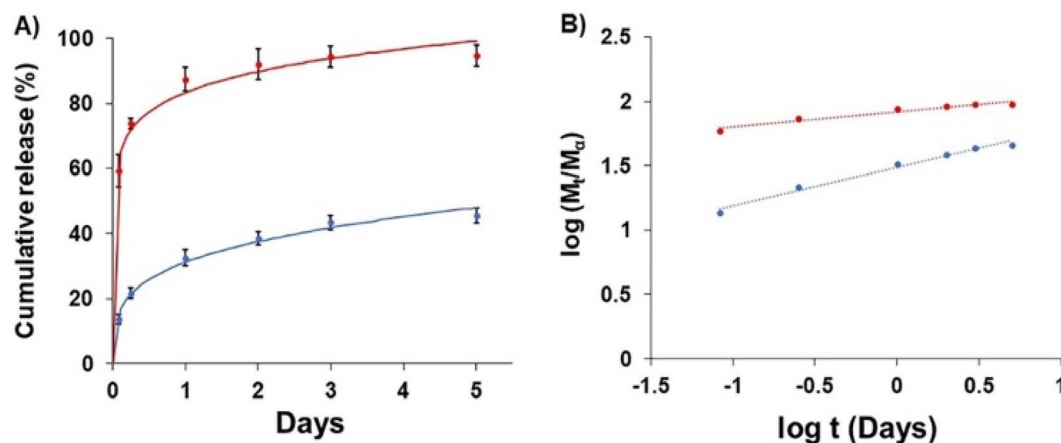 A)
Cumulative release (%)
100
80
60
40
20
0
0 1 2 3 4 5
Days
B)
log (Mₜ/Mα)
2.5
2
1.5
1
0.5
0
-1.5 -1 -0.5 0 0.5 1
log t (Days)